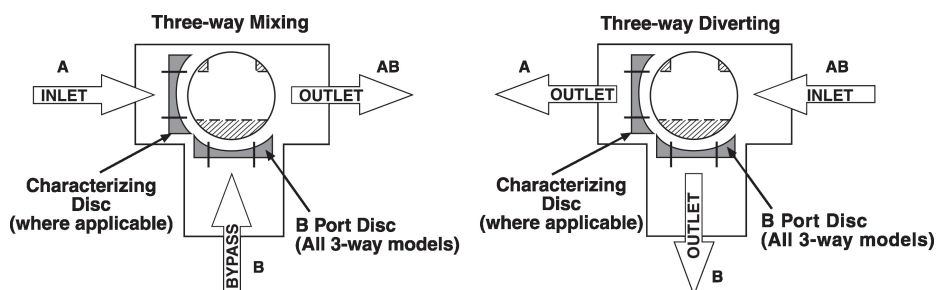 Three-way Mixing
A
INLET
AB
OUTLET
Characterizing
Disc
(where applicable)
BYPASS
B
B Port Disc
(All 3-way models)
Three-way Diverting
A
OUTLET
AB
INLET
Characterizing
Disc
(where applicable)
OUTLET
B
B Port Disc
(All 3-way models)